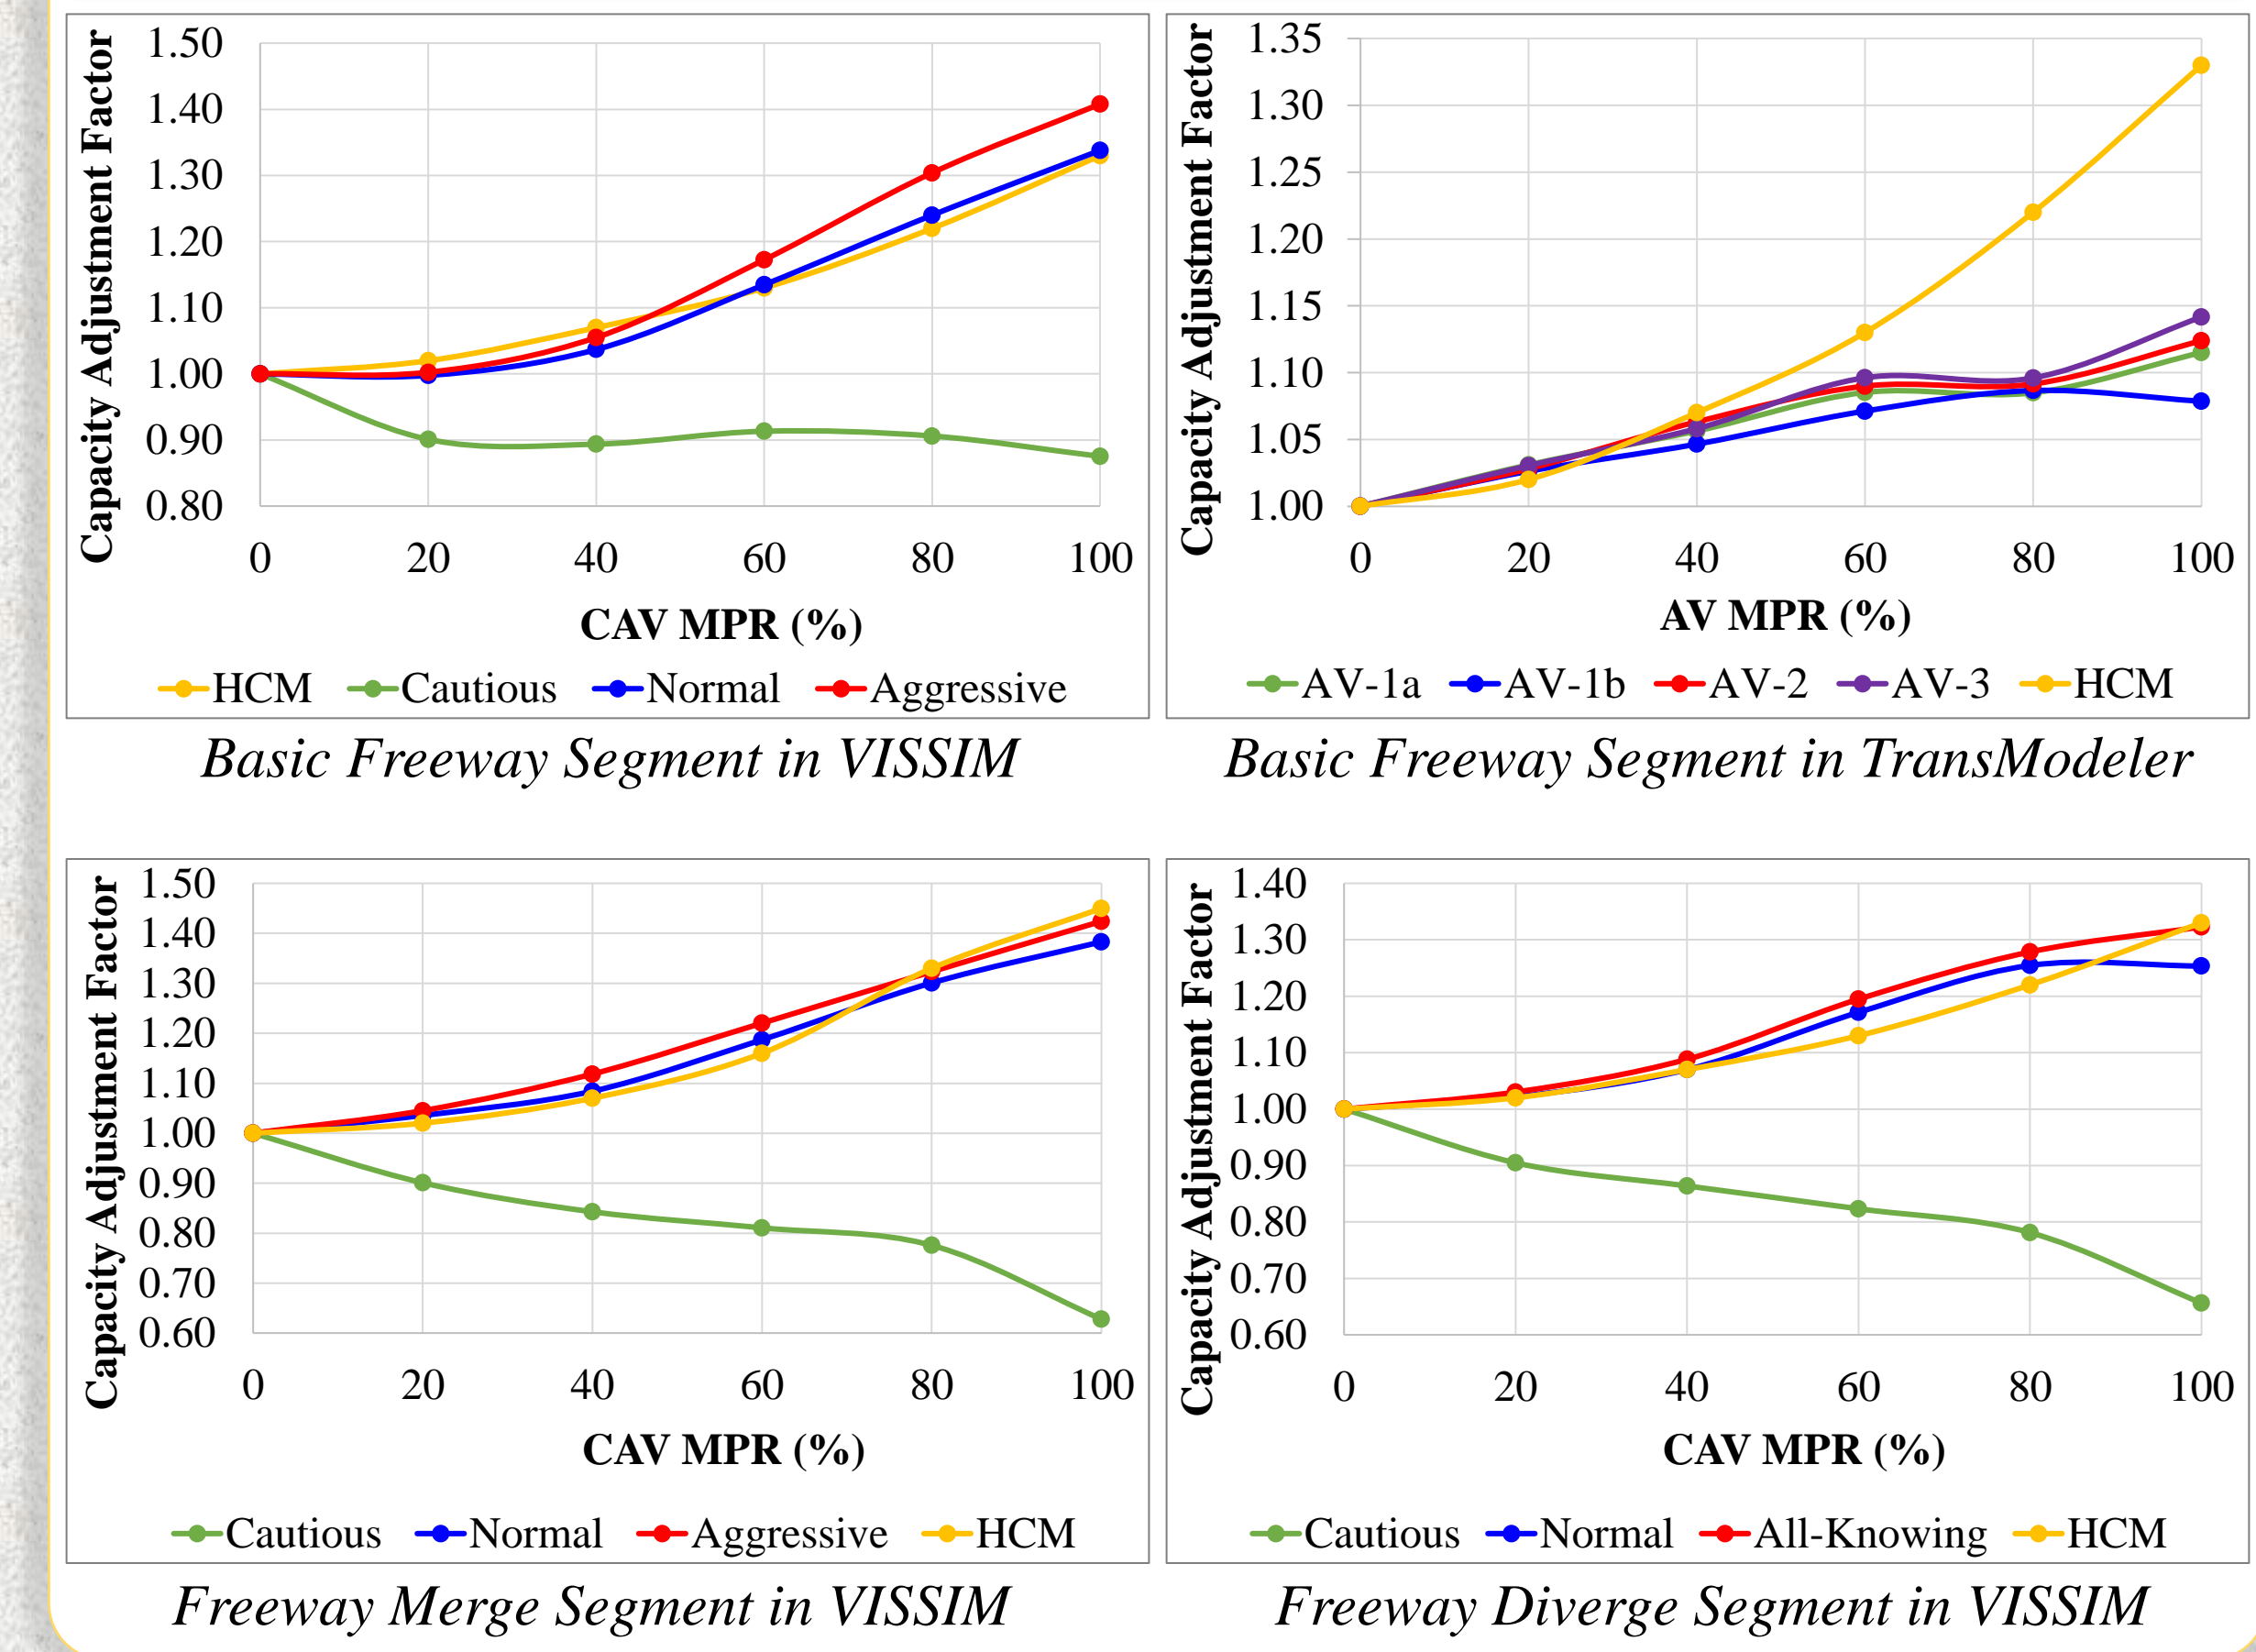 Capacity Adjustment Factor
1.50
1.40
1.30
1.20
1.10
1.00
0.90
0.80
0 20 40 60 80 100
CAV MPR (%)
HCM Cautious Normal Aggressive
Basic Freeway Segment in VISSIM
Capacity Adjustment Factor
1.35
1.30
1.25
1.20
1.15
1.10
1.05
1.00
0 20 40 60 80 100
AV MPR (%)
AV-1a AV-1b AV-2 AV-3 HCM
Basic Freeway Segment in TransModeler
Capacity Adjustment Factor
1.50
1.40
1.30
1.20
1.10
1.00
0.90
0.80
0.70
0.60
0 20 40 60 80 100
CAV MPR (%)
Cautious Normal Aggressive HCM
Freeway Merge Segment in VISSIM
Capacity Adjustment Factor
1.40
1.30
1.20
1.10
1.00
0.90
0.80
0.70
0.60
0 20 40 60 80 100
CAV MPR (%)
Cautious Normal All-Knowing HCM
Freeway Diverge Segment in VISSIM